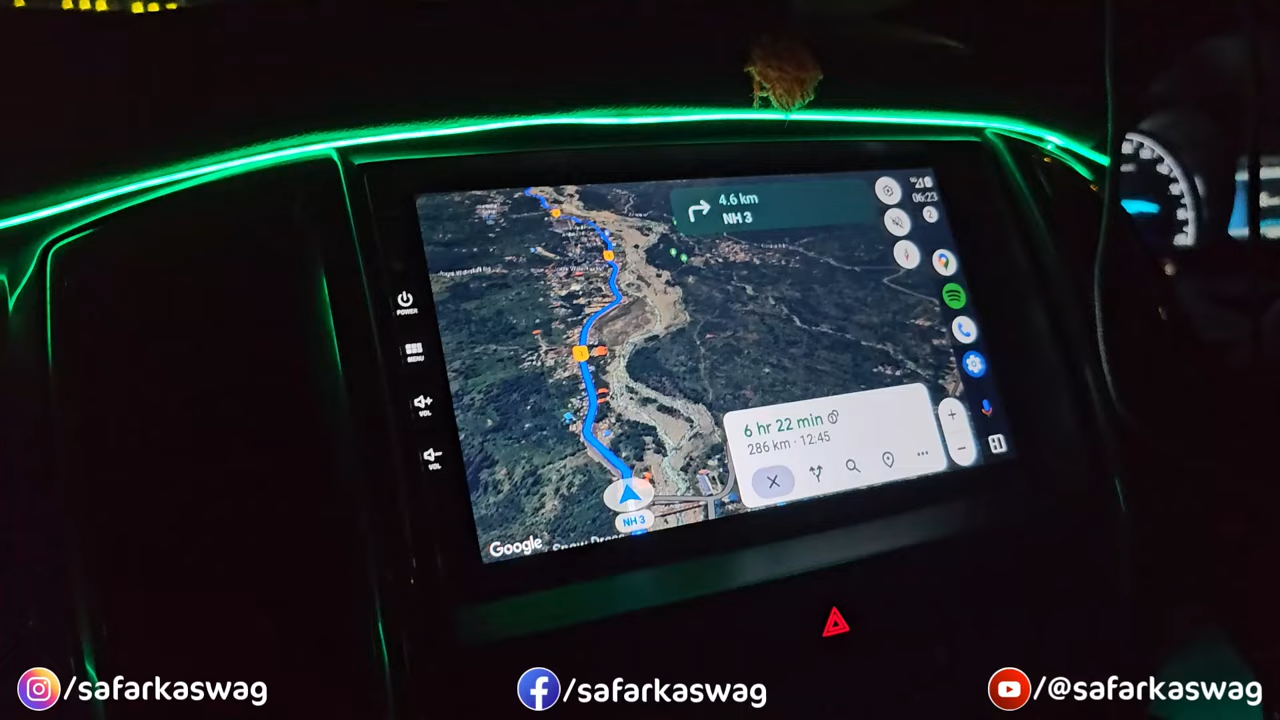 4.6 km
NH 3
06:23
2
POWER
MENU
VOL
VOL
6 hr 22 min
286 km · 12:45
NH 3
Google
/safarkaswag
/safarkaswag
/@safarkaswag